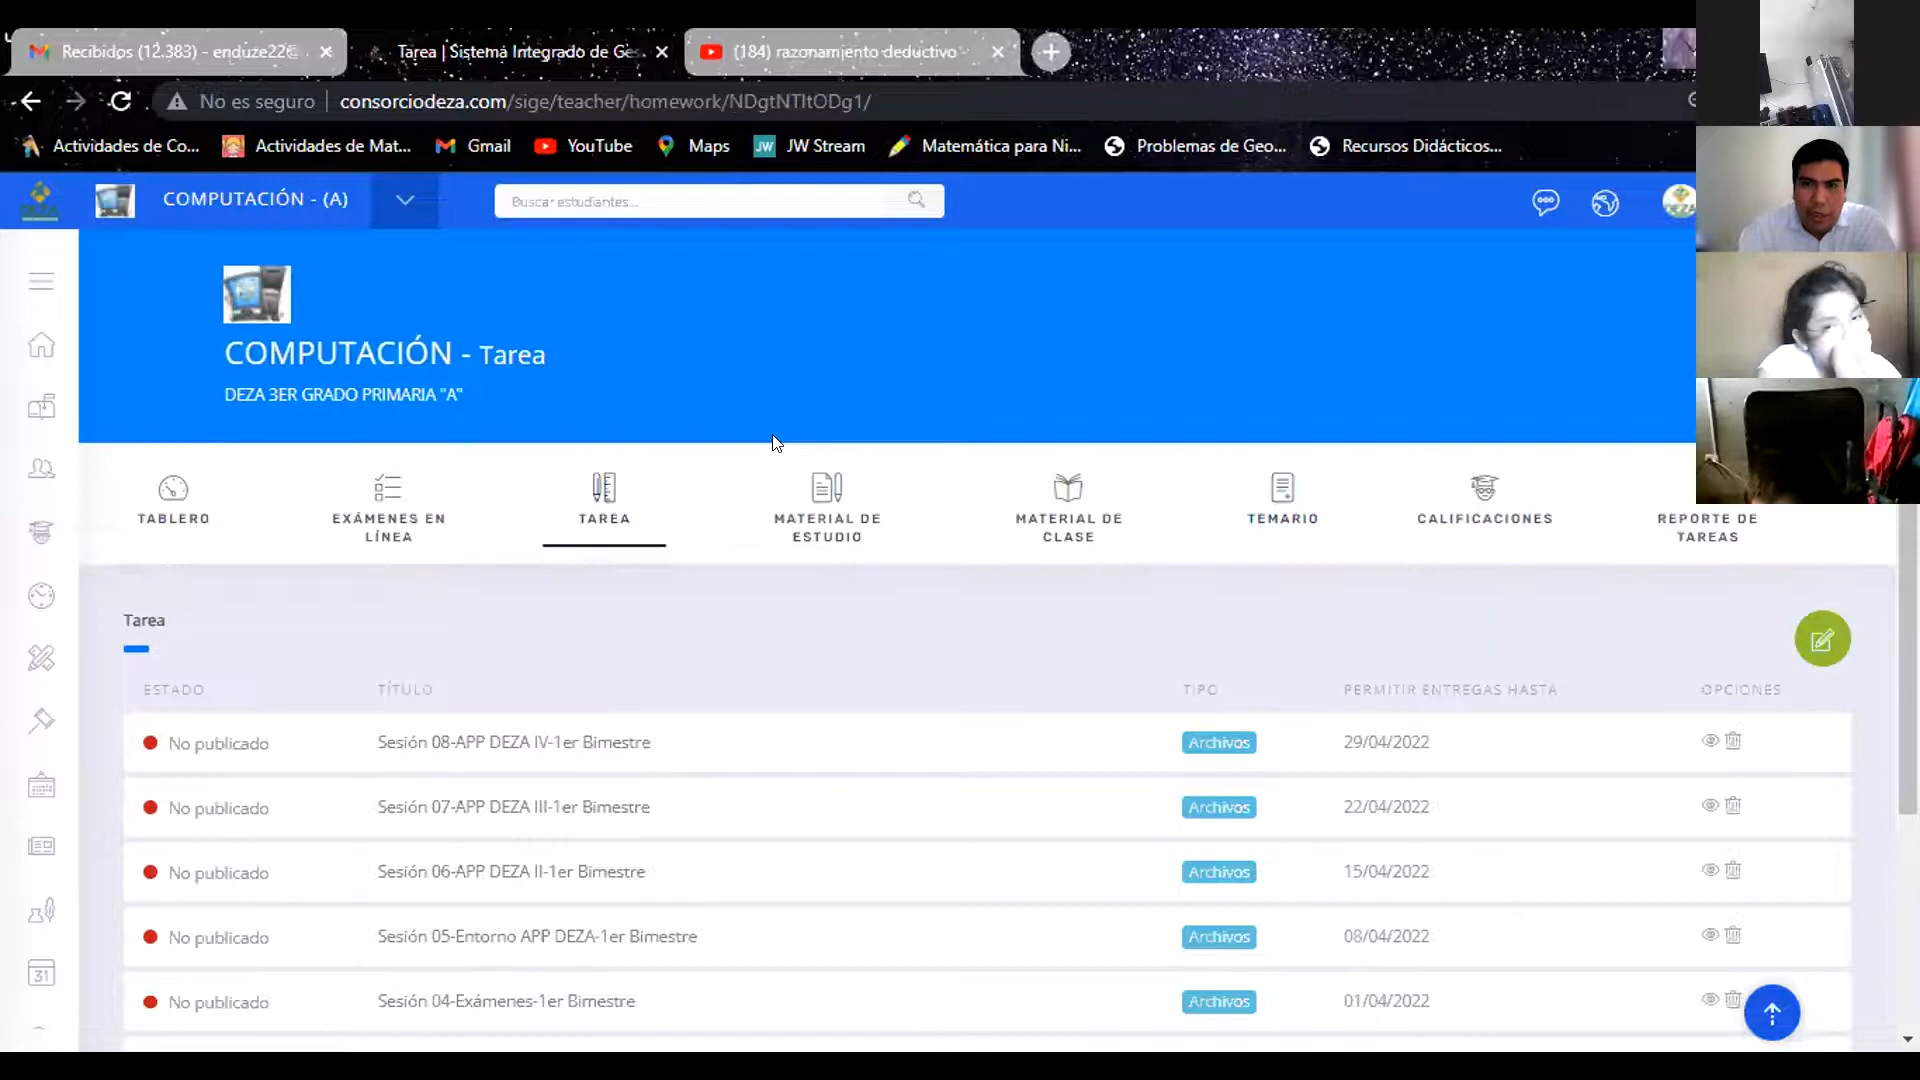 Recibidos (12.383) - enduze22
Tarea | Sistema Integrado de Ges
(184) razonamiento deductivo -
No es seguro
consorciodeza.com/sige/teacher/homework/NDgtNTItODg1/
Actividades de Co...
Actividades de Mat...
Gmail
YouTube
Maps
JW Stream
Matemática para Ni...
Problemas de Geo...
Recursos Didácticos...
DEZA
COMPUTACIÓN - (A)
Buscar estudiantes...
COMPUTACIÓN - Tarea
DEZA 3ER GRADO PRIMARIA "A"
TABLERO
EXÁMENES EN
LÍNEA
TAREA
MATERIAL DE
ESTUDIO
MATERIAL DE
CLASE
TEMARIO
CALIFICACIONES
REPORTE DE
TAREAS
Tarea
ESTADO TÍTULO TIPO PERMITIR ENTREGAS HASTA OPCIONES
No publicado Sesión 08-APP DEZA IV-1er Bimestre Archivos 29/04/2022
No publicado Sesión 07-APP DEZA III-1er Bimestre Archivos 22/04/2022
No publicado Sesión 06-APP DEZA II-1er Bimestre Archivos 15/04/2022
No publicado Sesión 05-Entorno APP DEZA-1er Bimestre Archivos 08/04/2022
No publicado Sesión 04-Exámenes-1er Bimestre Archivos 01/04/2022
31